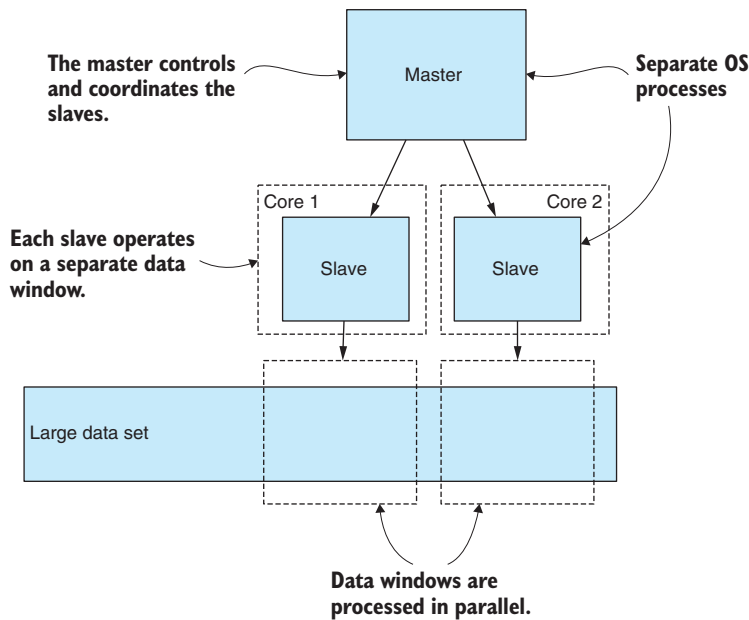 The master controls
and coordinates the
slaves.
Master
Separate OS
processes
Core 1
Core 2
Each slave operates
on a separate data
window.
Slave
Slave
Large data set
Data windows are
processed in parallel.